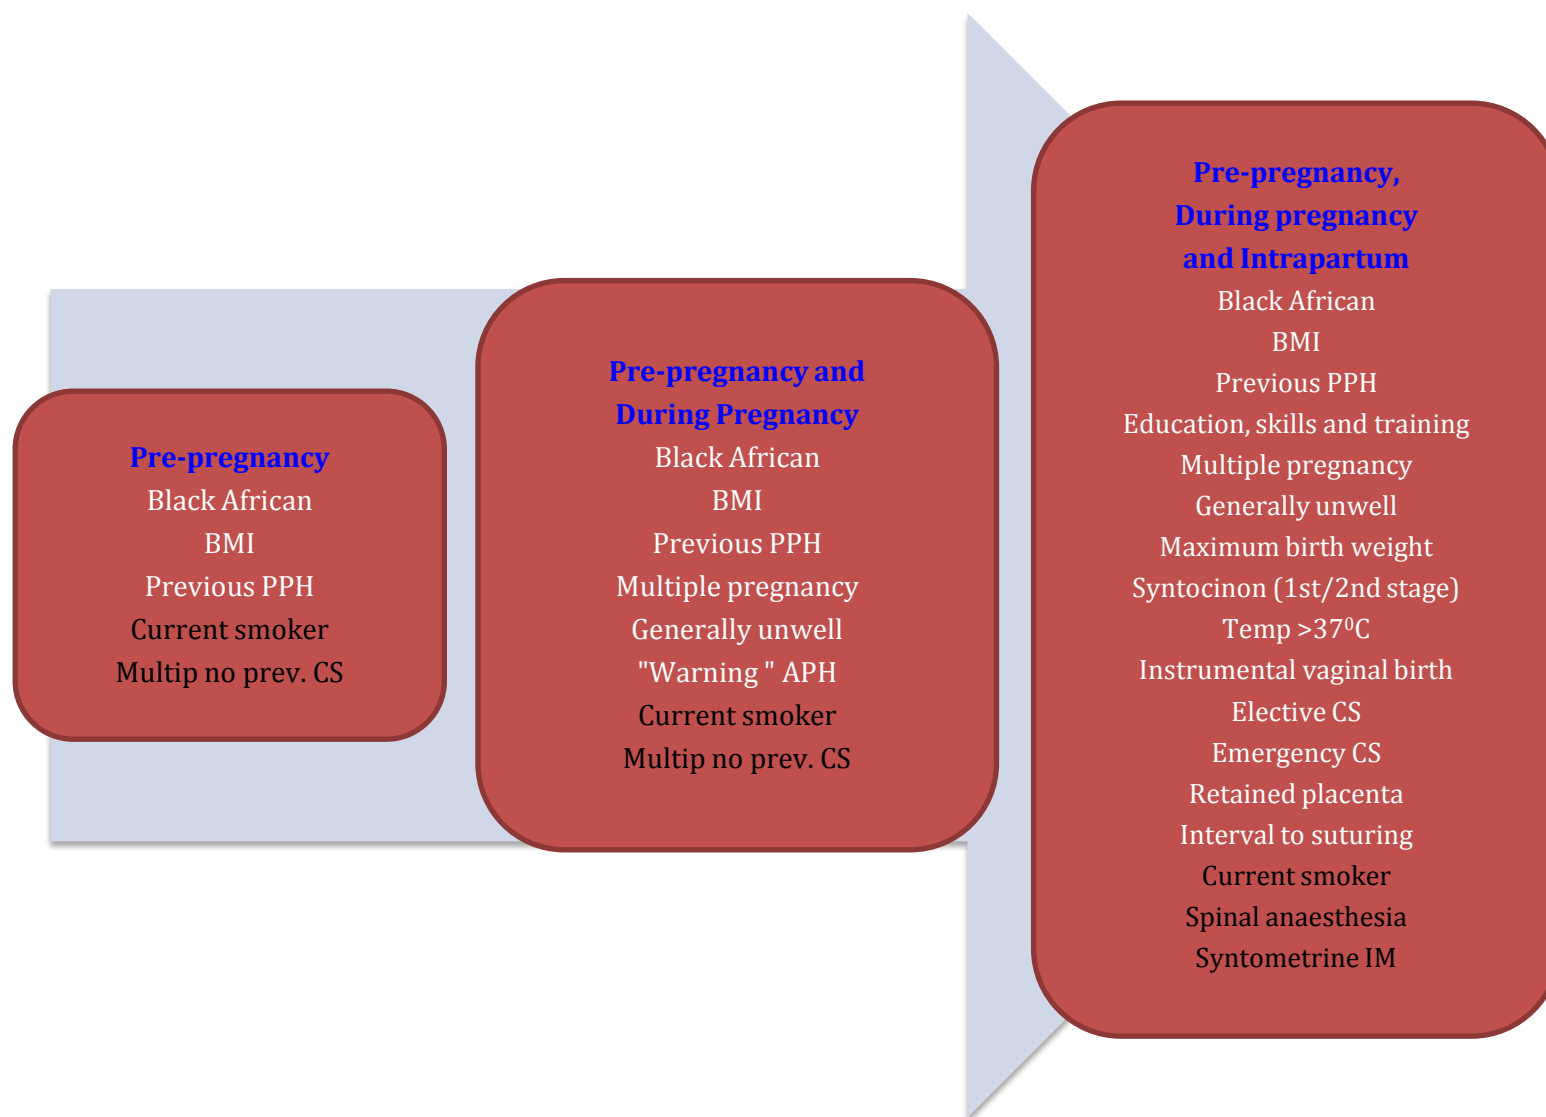 Pre-pregnancy
Black African
BMI
Previous PPH
Current smoker
Multip no prev. CS
Pre-pregnancy and
During Pregnancy
Black African
BMI
Previous PPH
Multiple pregnancy
Generally unwell
"Warning " APH
Current smoker
Multip no prev. CS
Pre-pregnancy,
During pregnancy
and Intrapartum
Black African
BMI
Previous PPH
Education, skills and training
Multiple pregnancy
Generally unwell
Maximum birth weight
Syntocinon (1st/2nd stage)
Temp >37⁰C
Instrumental vaginal birth
Elective CS
Emergency CS
Retained placenta
Interval to suturing
Current smoker
Spinal anaesthesia
Syntometrine IM